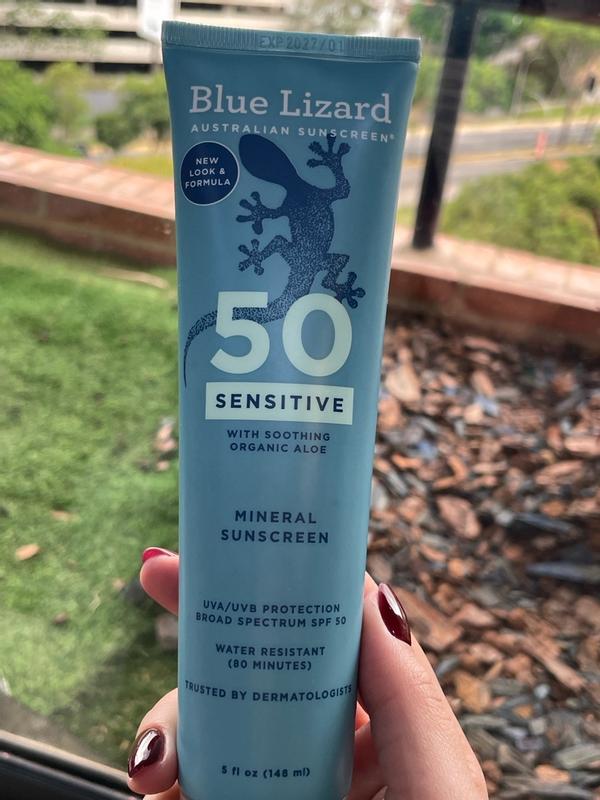 EXP 2027/01
Blue Lizard
AUSTRALIAN SUNSCREEN®
NEW
LOOK &
FORMULA
50
SENSITIVE
WITH SOOTHING
ORGANIC ALOE
MINERAL
SUNSCREEN
UVA/UVB PROTECTION
BROAD SPECTRUM SPF 50
WATER RESISTANT
(80 MINUTES)
TRUSTED BY DERMATOLOGISTS
5 fl oz (148 ml)